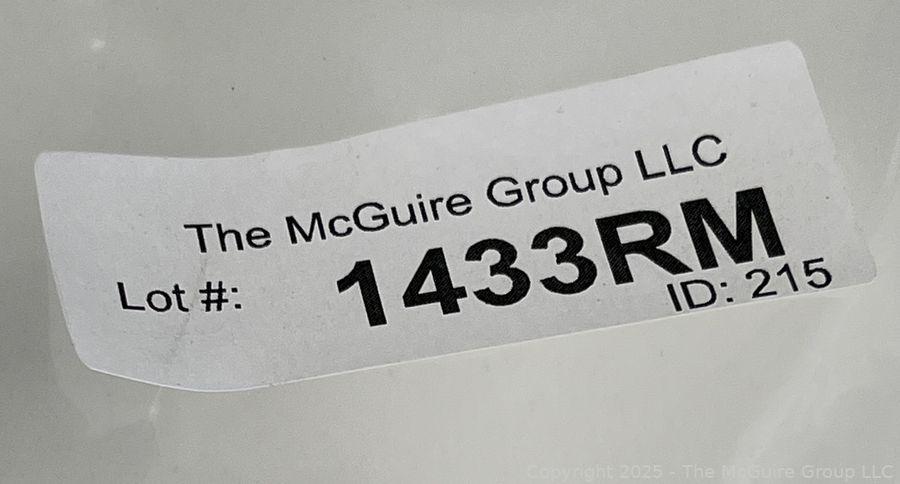 The McGuire Group LLC
Lot #: 1433RM
ID: 215
Copyright 2025 - The McGuire Group LLC